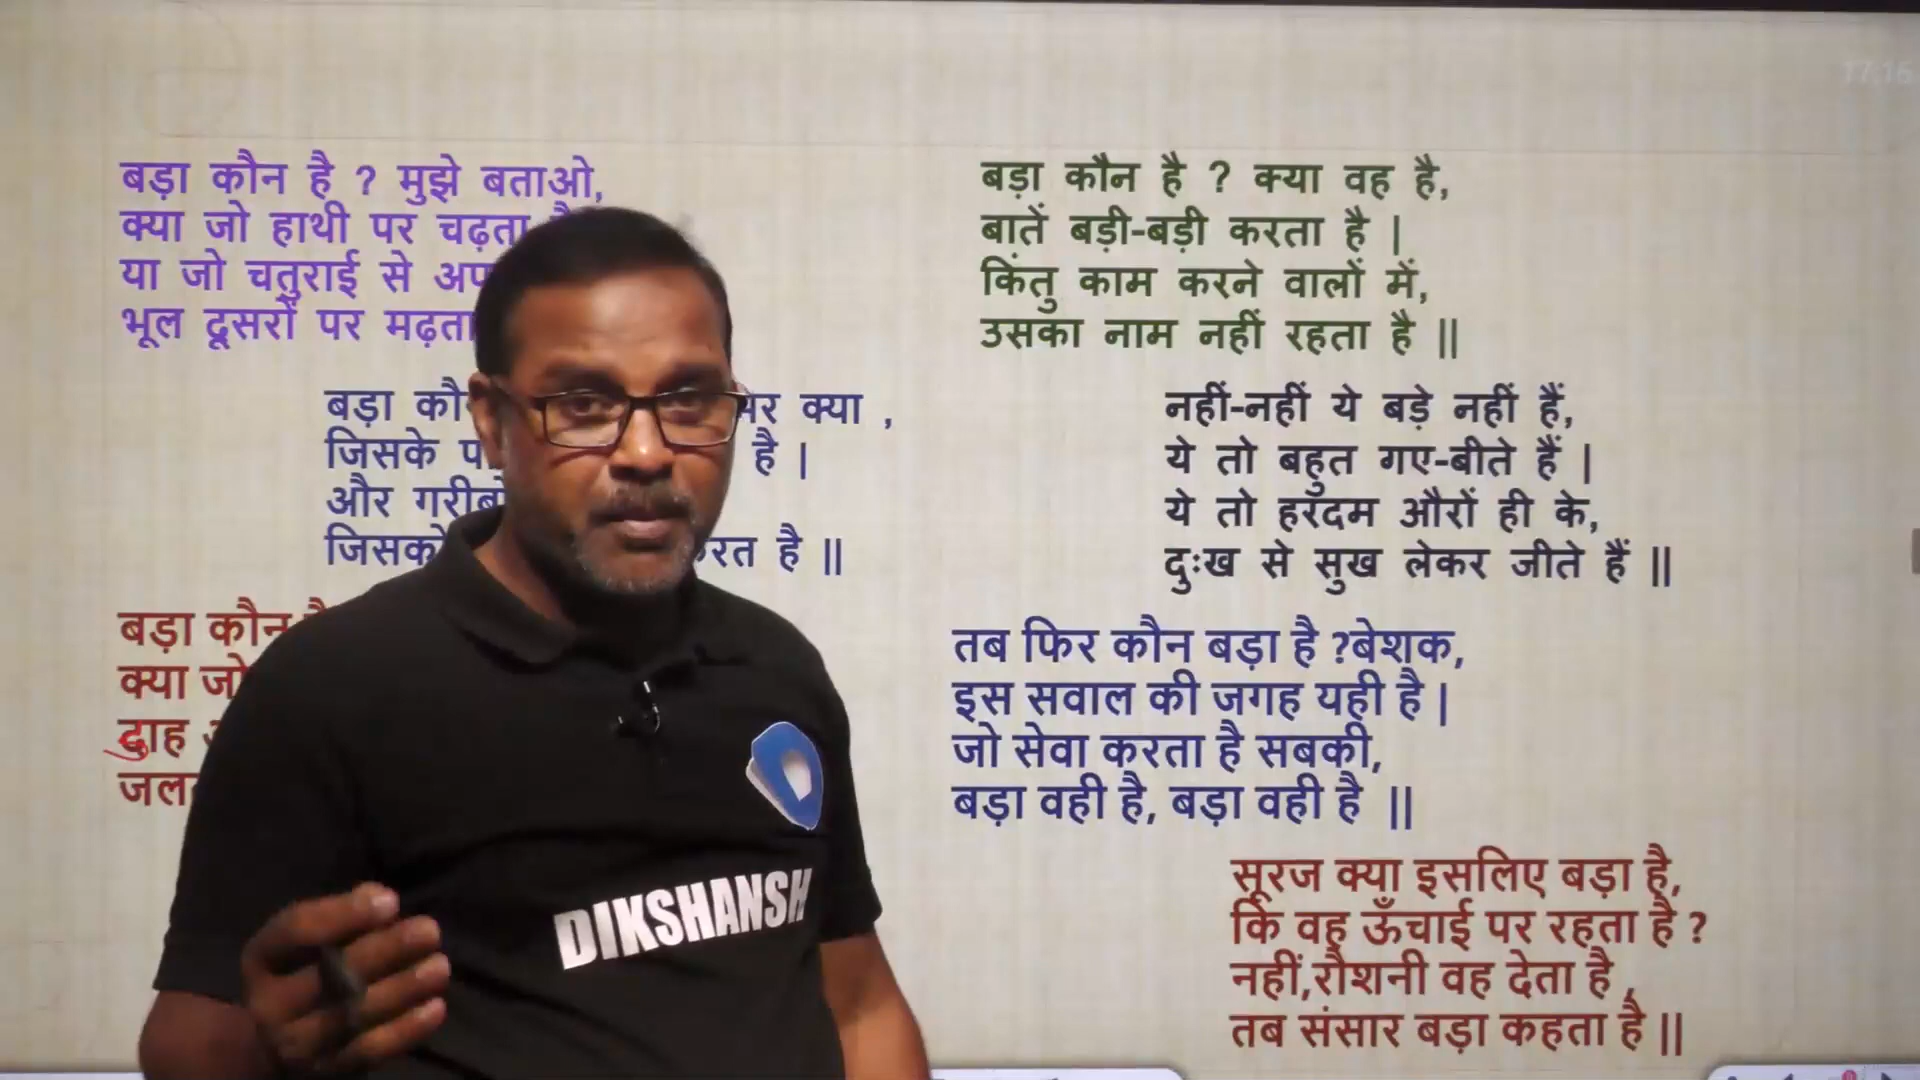 17:16
बड़ा कौन है ? मुझे बताओ,
क्या जो हाथी पर चढ़ता
या जो चतुराई से
भूल दूसरों पर मढ़ता
बड़ा क्या ,
जिसके है |
और
जिसको है ||
बड़ा कौन
क्या जो
दाह
बड़ा कौन है ? क्या वह है,
बातें बड़ी-बड़ी करता है |
किंतु काम करने वालों में,
उसका नाम नहीं रहता है ||
नहीं-नहीं ये बड़े नहीं हैं,
ये तो बहुत गए-बीते हैं |
ये तो हरदम औरों ही के,
दुःख से सुख लेकर जीते हैं ||
तब फिर कौन बड़ा है ?बेशक,
इस सवाल की जगह यही है |
जो सेवा करता है सबकी,
बड़ा वही है, बड़ा वही है ||
सूरज क्या इसलिए बड़ा है,
कि वह ऊँचाई पर रहता है ?
नहीं,रौशनी वह देता है ,
तब संसार बड़ा कहता है ||
DIKSHANSH